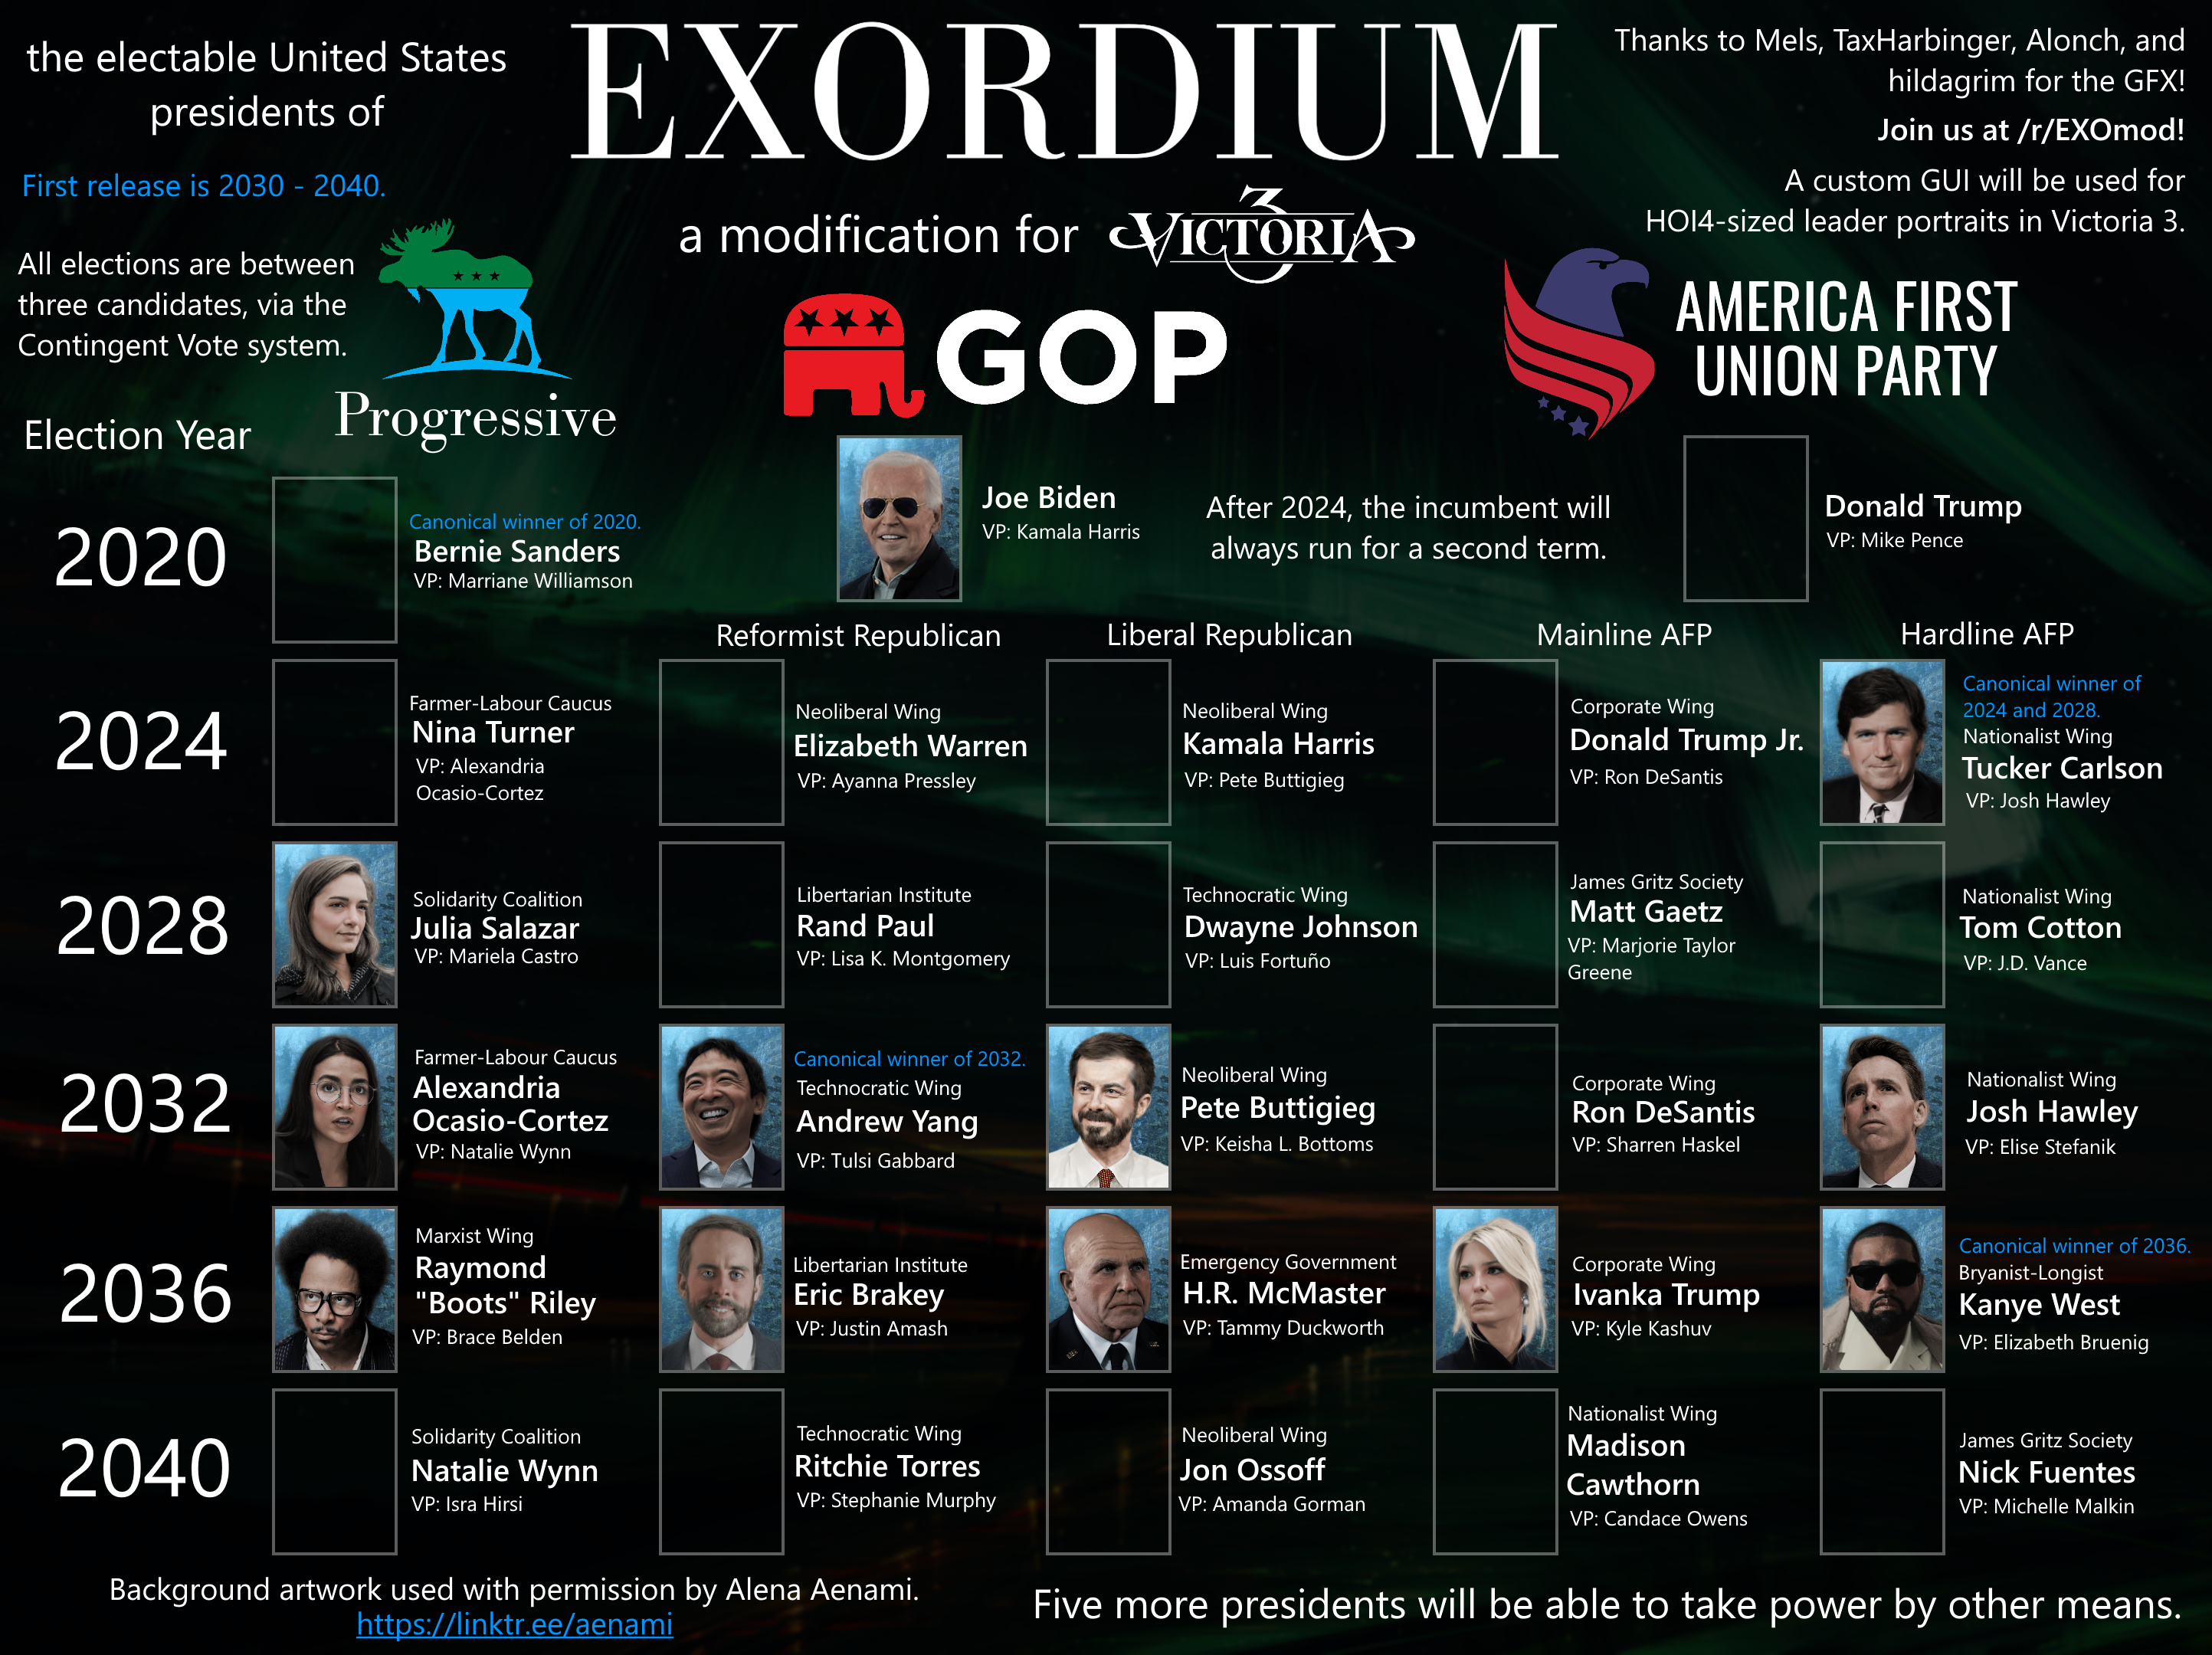 the electable United States
presidents of
First release is 2030 - 2040.
All elections are between
three candidates, via the
Contingent Vote system.
EXORDIUM
a modification for VICTORIA 3
Thanks to Mels, TaxHarbinger, Alonch, and
hildagrim for the GFX!
Join us at /r/EXOmod!
A custom GUI will be used for
HOI4-sized leader portraits in Victoria 3.
Progressive
GOP
AMERICA FIRST
UNION PARTY
Election Year
2020
Canonical winner of 2020.
Bernie Sanders
VP: Marriane Williamson
Joe Biden
VP: Kamala Harris
After 2024, the incumbent will
always run for a second term.
Donald Trump
VP: Mike Pence
Reformist Republican
Liberal Republican
Mainline AFP
Hardline AFP
2024
Farmer-Labour Caucus
Nina Turner
VP: Alexandria
Ocasio-Cortez
Neoliberal Wing
Elizabeth Warren
VP: Ayanna Pressley
Neoliberal Wing
Kamala Harris
VP: Pete Buttigieg
Corporate Wing
Donald Trump Jr.
VP: Ron DeSantis
Canonical winner of
2024 and 2028.
Nationalist Wing
Tucker Carlson
VP: Josh Hawley
2028
Solidarity Coalition
Julia Salazar
VP: Mariela Castro
Libertarian Institute
Rand Paul
VP: Lisa K. Montgomery
Technocratic Wing
Dwayne Johnson
VP: Luis Fortuño
James Gritz Society
Matt Gaetz
VP: Marjorie Taylor
Greene
Nationalist Wing
Tom Cotton
VP: J.D. Vance
2032
Farmer-Labour Caucus
Alexandria
Ocasio-Cortez
VP: Natalie Wynn
Canonical winner of 2032.
Technocratic Wing
Andrew Yang
VP: Tulsi Gabbard
Neoliberal Wing
Pete Buttigieg
VP: Keisha L. Bottoms
Corporate Wing
Ron DeSantis
VP: Sharren Haskel
Nationalist Wing
Josh Hawley
VP: Elise Stefanik
2036
Marxist Wing
Raymond
"Boots" Riley
VP: Brace Belden
Libertarian Institute
Eric Brakey
VP: Justin Amash
Emergency Government
H.R. McMaster
VP: Tammy Duckworth
Corporate Wing
Ivanka Trump
VP: Kyle Kashuv
Canonical winner of 2036.
Bryanist-Longist
Kanye West
VP: Elizabeth Bruenig
2040
Solidarity Coalition
Natalie Wynn
VP: Isra Hirsi
Technocratic Wing
Ritchie Torres
VP: Stephanie Murphy
Neoliberal Wing
Jon Ossoff
VP: Amanda Gorman
Nationalist Wing
Madison
Cawthorn
VP: Candace Owens
James Gritz Society
Nick Fuentes
VP: Michelle Malkin
Background artwork used with permission by Alena Aenami.
https://linktr.ee/aenami
Five more presidents will be able to take power by other means.